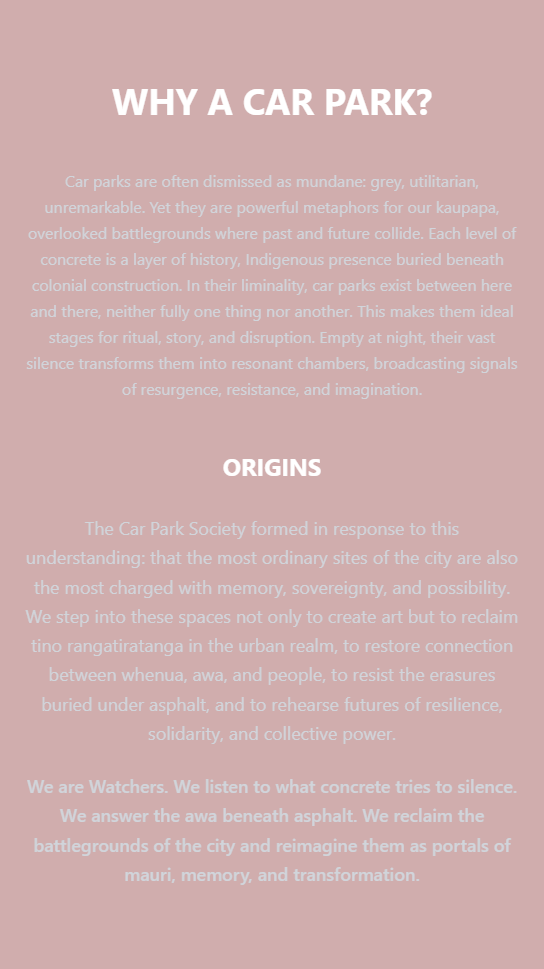 WHY A CAR PARK?
Car parks are often dismissed as mundane: grey, utilitarian,
unremarkable. Yet they are powerful metaphors for our kaupapa,
overlooked battlegrounds where past and future collide. Each level of
concrete is a layer of history, Indigenous presence buried beneath
colonial construction. In their liminality, car parks exist between here
and there, neither fully one thing nor another. This makes them ideal
stages for ritual, story, and disruption. Empty at night, their vast
silence transforms them into resonant chambers, broadcasting signals
of resurgence, resistance, and imagination.
ORIGINS
The Car Park Society formed in response to this
understanding: that the most ordinary sites of the city are also
the most charged with memory, sovereignty, and possibility.
We step into these spaces not only to create art but to reclaim
tino rangatiratanga in the urban realm, to restore connection
between whenua, awa, and people, to resist the erasures
buried under asphalt, and to rehearse futures of resilience,
solidarity, and collective power.
We are Watchers. We listen to what concrete tries to silence.
We answer the awa beneath asphalt. We reclaim the
battlegrounds of the city and reimagine them as portals of
mauri, memory, and transformation.